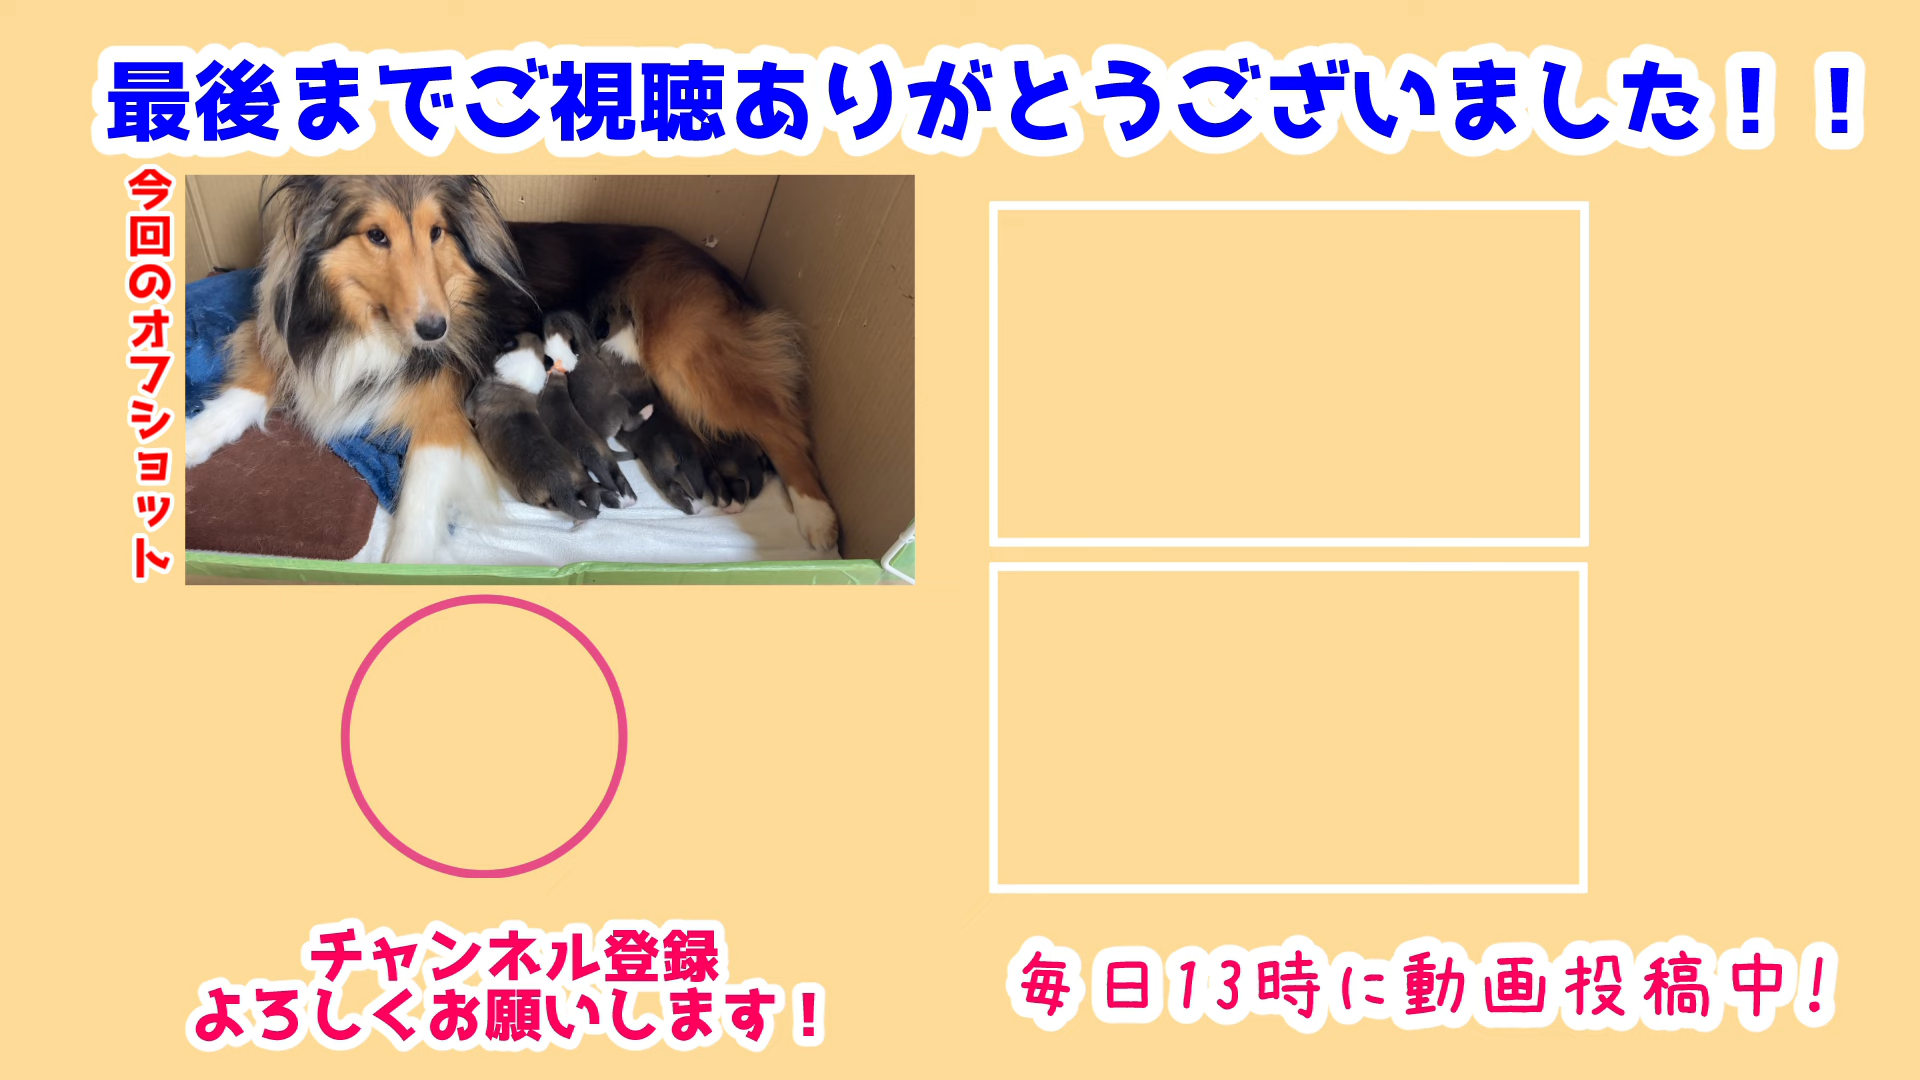 最後までご視聴ありがとうございました！！
今回のオフショット
チャンネル登録
よろしくお願いします！
毎日13時に動画投稿中！